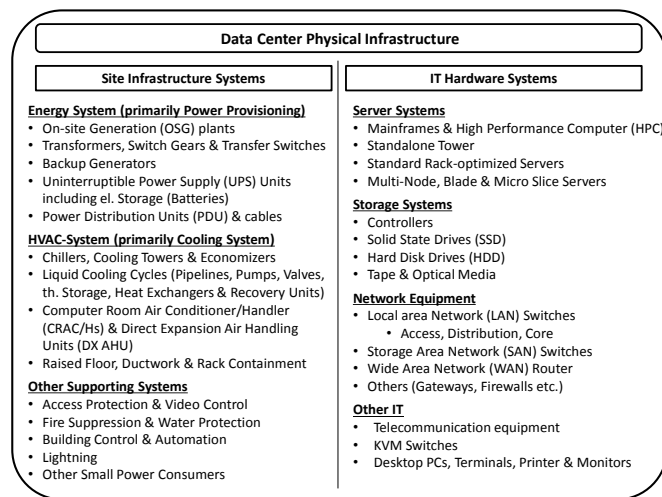 Data Center Physical Infrastructure
Site Infrastructure Systems
Energy System (primarily Power Provisioning)
• On-site Generation (OSG) plants
• Transformers, Switch Gears & Transfer Switches
• Backup Generators
• Uninterruptible Power Supply (UPS) Units
including el. Storage (Batteries)
• Power Distribution Units (PDU) & cables
HVAC-System (primarily Cooling System)
• Chillers, Cooling Towers & Economizers
• Liquid Cooling Cycles (Pipelines, Pumps, Valves,
th. Storage, Heat Exchangers & Recovery Units)
• Computer Room Air Conditioner/Handler
(CRAC/Hs) & Direct Expansion Air Handling
Units (DX AHU)
• Raised Floor, Ductwork & Rack Containment
Other Supporting Systems
• Access Protection & Video Control
• Fire Suppression & Water Protection
• Building Control & Automation
• Lightning
• Other Small Power Consumers
IT Hardware Systems
Server Systems
• Mainframes & High Performance Computer (HPC)
• Standalone Tower
• Standard Rack-optimized Servers
• Multi-Node, Blade & Micro Slice Servers
Storage Systems
• Controllers
• Solid State Drives (SSD)
• Hard Disk Drives (HDD)
• Tape & Optical Media
Network Equipment
• Local area Network (LAN) Switches
• Access, Distribution, Core
• Storage Area Network (SAN) Switches
• Wide Area Network (WAN) Router
• Others (Gateways, Firewalls etc.)
Other IT
• Telecommunication equipment
• KVM Switches
• Desktop PCs, Terminals, Printer & Monitors